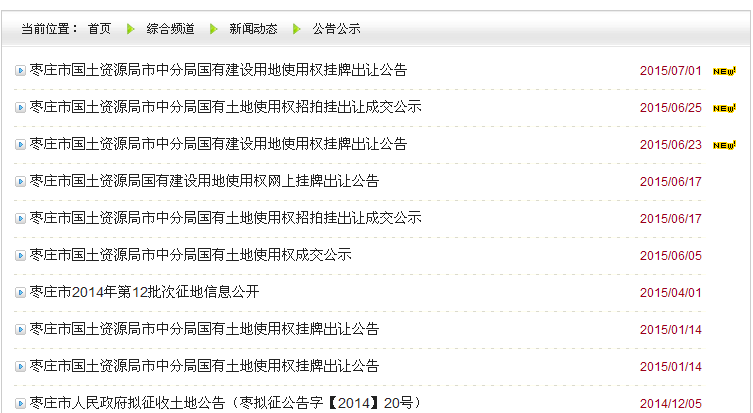 当前位置： 首页 综合频道 新闻动态 公告公示
枣庄市国土资源局市中分局国有建设用地使用权挂牌出让公告 2015/07/01 NEW!
枣庄市国土资源局市中分局国有土地使用权招拍挂出让成交公示 2015/06/25 NEW!
枣庄市国土资源局市中分局国有建设用地使用权挂牌出让公告 2015/06/23 NEW!
枣庄市国土资源局国有建设用地使用权网上挂牌出让公告 2015/06/17
枣庄市国土资源局市中分局国有土地使用权招拍挂出让成交公示 2015/06/17
枣庄市国土资源局市中分局国有土地使用权成交公示 2015/06/05
枣庄市2014年第12批次征地信息公开 2015/04/01
枣庄市国土资源局市中分局国有土地使用权挂牌出让公告 2015/01/14
枣庄市国土资源局市中分局国有土地使用权挂牌出让公告 2015/01/14
枣庄市人民政府拟征收土地公告（枣拟征公告字【2014】20号） 2014/12/05